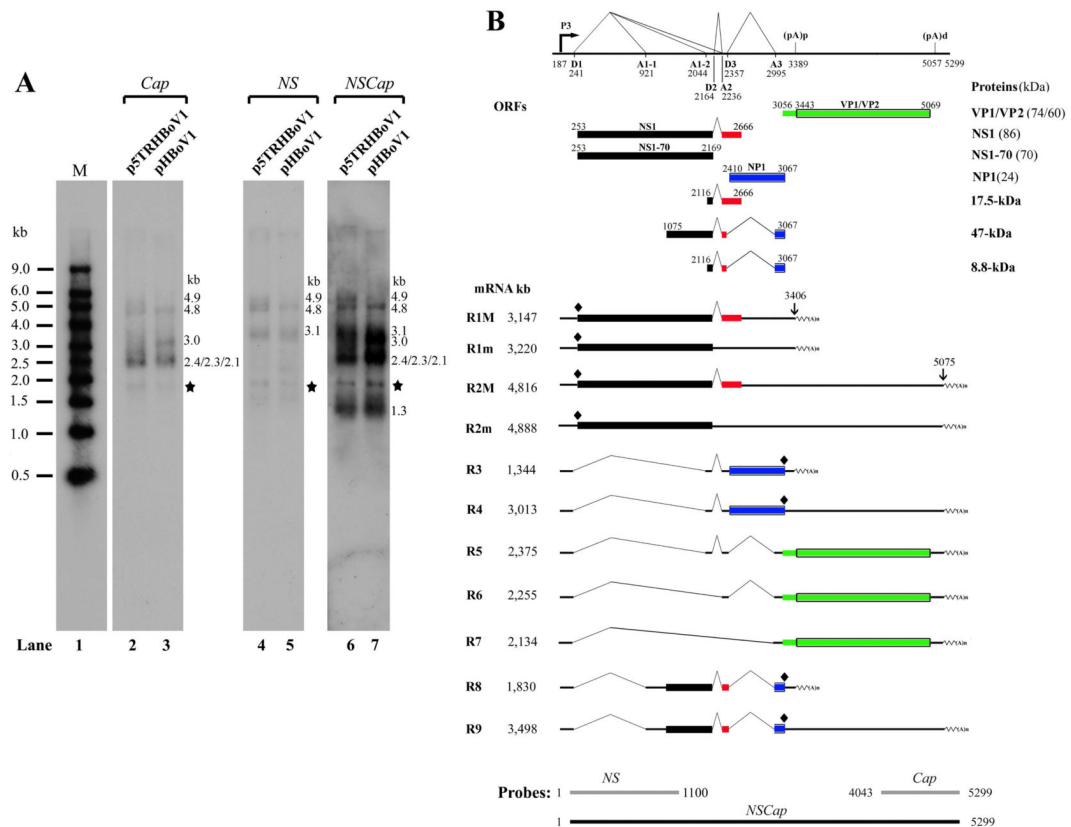 A
Cap
NS
NSCap
p5TRHBoV1
pHBoV1
p5TRHBoV1
pHBoV1
p5TRHBoV1
pHBoV1
M
kb
9.0
6.0
5.0
4.0
3.0
2.5
2.0
1.5
1.0
0.5
kb
4.9
4.8
3.0
2.4/2.3/2.1
kb
4.9
4.8
3.1
kb
4.9
4.8
3.1
3.0
2.4/2.3/2.1
1.3
Lane 1 2 3 4 5 6 7
B
P3
(pA)p
(pA)d
187
D1
241
A1-1
921
A1-2
2044
D3
2357
A3
2995
3389
5057
5299
D2
2164
A2
2236
ORFs
Proteins(kDa)
3056 3443 VP1/VP2 5069 VP1/VP2 (74/60)
253 NS1 2666 NS1 (86)
253 NS1-70 2169 NS1-70 (70)
2410 NP1 3067 NP1(24)
2116 2666 17.5-kDa
1075 3067 47-kDa
2116 3067 8.8-kDa
mRNA kb
R1M 3,147 3406 (A)n
R1m 3,220 (A)n
R2M 4,816 5075 (A)n
R2m 4,888 (A)n
R3 1,344 (A)n
R4 3,013 (A)n
R5 2,375 (A)n
R6 2,255 (A)n
R7 2,134 (A)n
R8 1,830 (A)n
R9 3,498 (A)n
Probes: 1 NS 1100 4043 Cap 5299
1 NSCap 5299